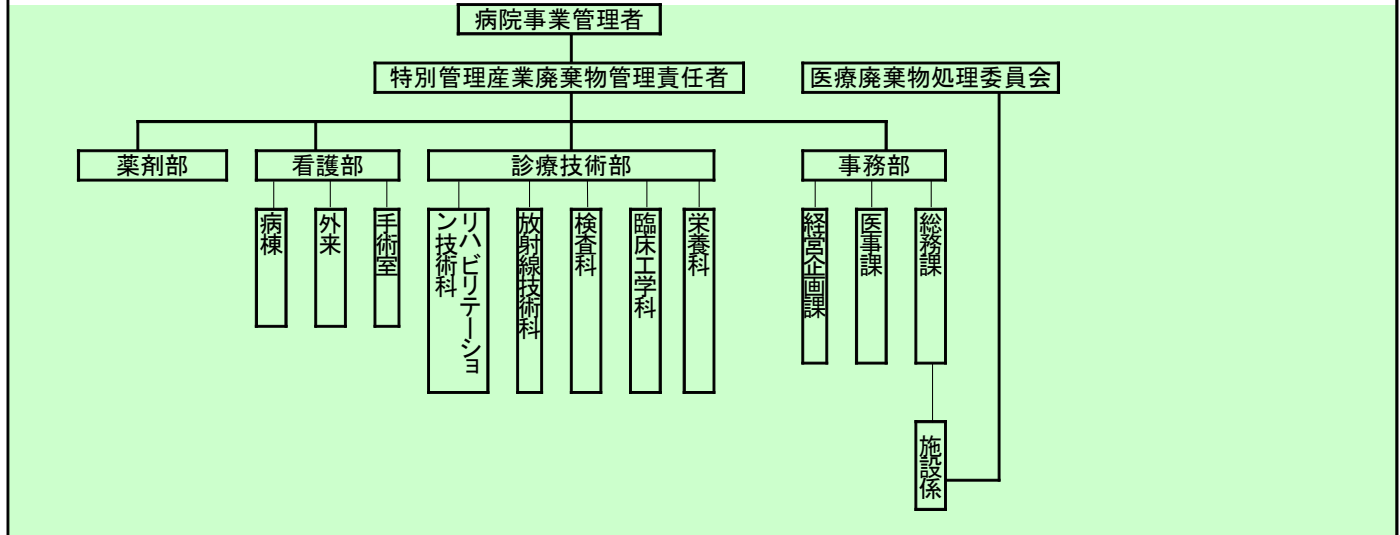 病院事業管理者
特別管理産業廃棄物管理責任者
医療廃棄物処理委員会
薬剤部
看護部
診療技術部
事務部
病棟
外来
手術室
リハビリテーショ
ン技術科
放射線技術科
検査科
臨床工学科
栄養科
経営企画課
医事課
総務課
施設係